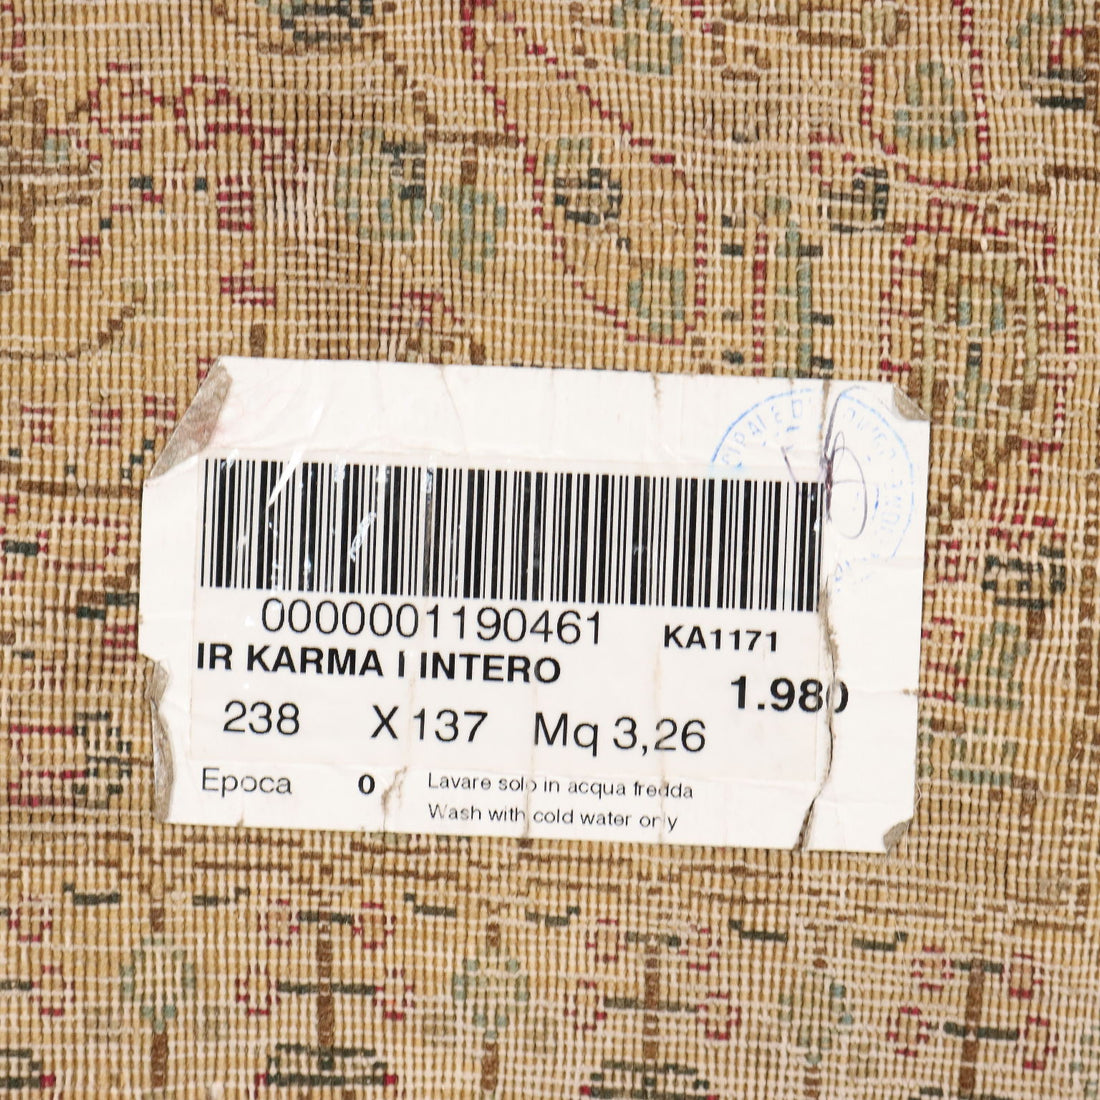 0000001190461 KA1171
IR KARMA I INTERO
1.980
238 X 137 Mq 3,26
Epoca 0 Lavare solo in acqua fredda
Wash with cold water only